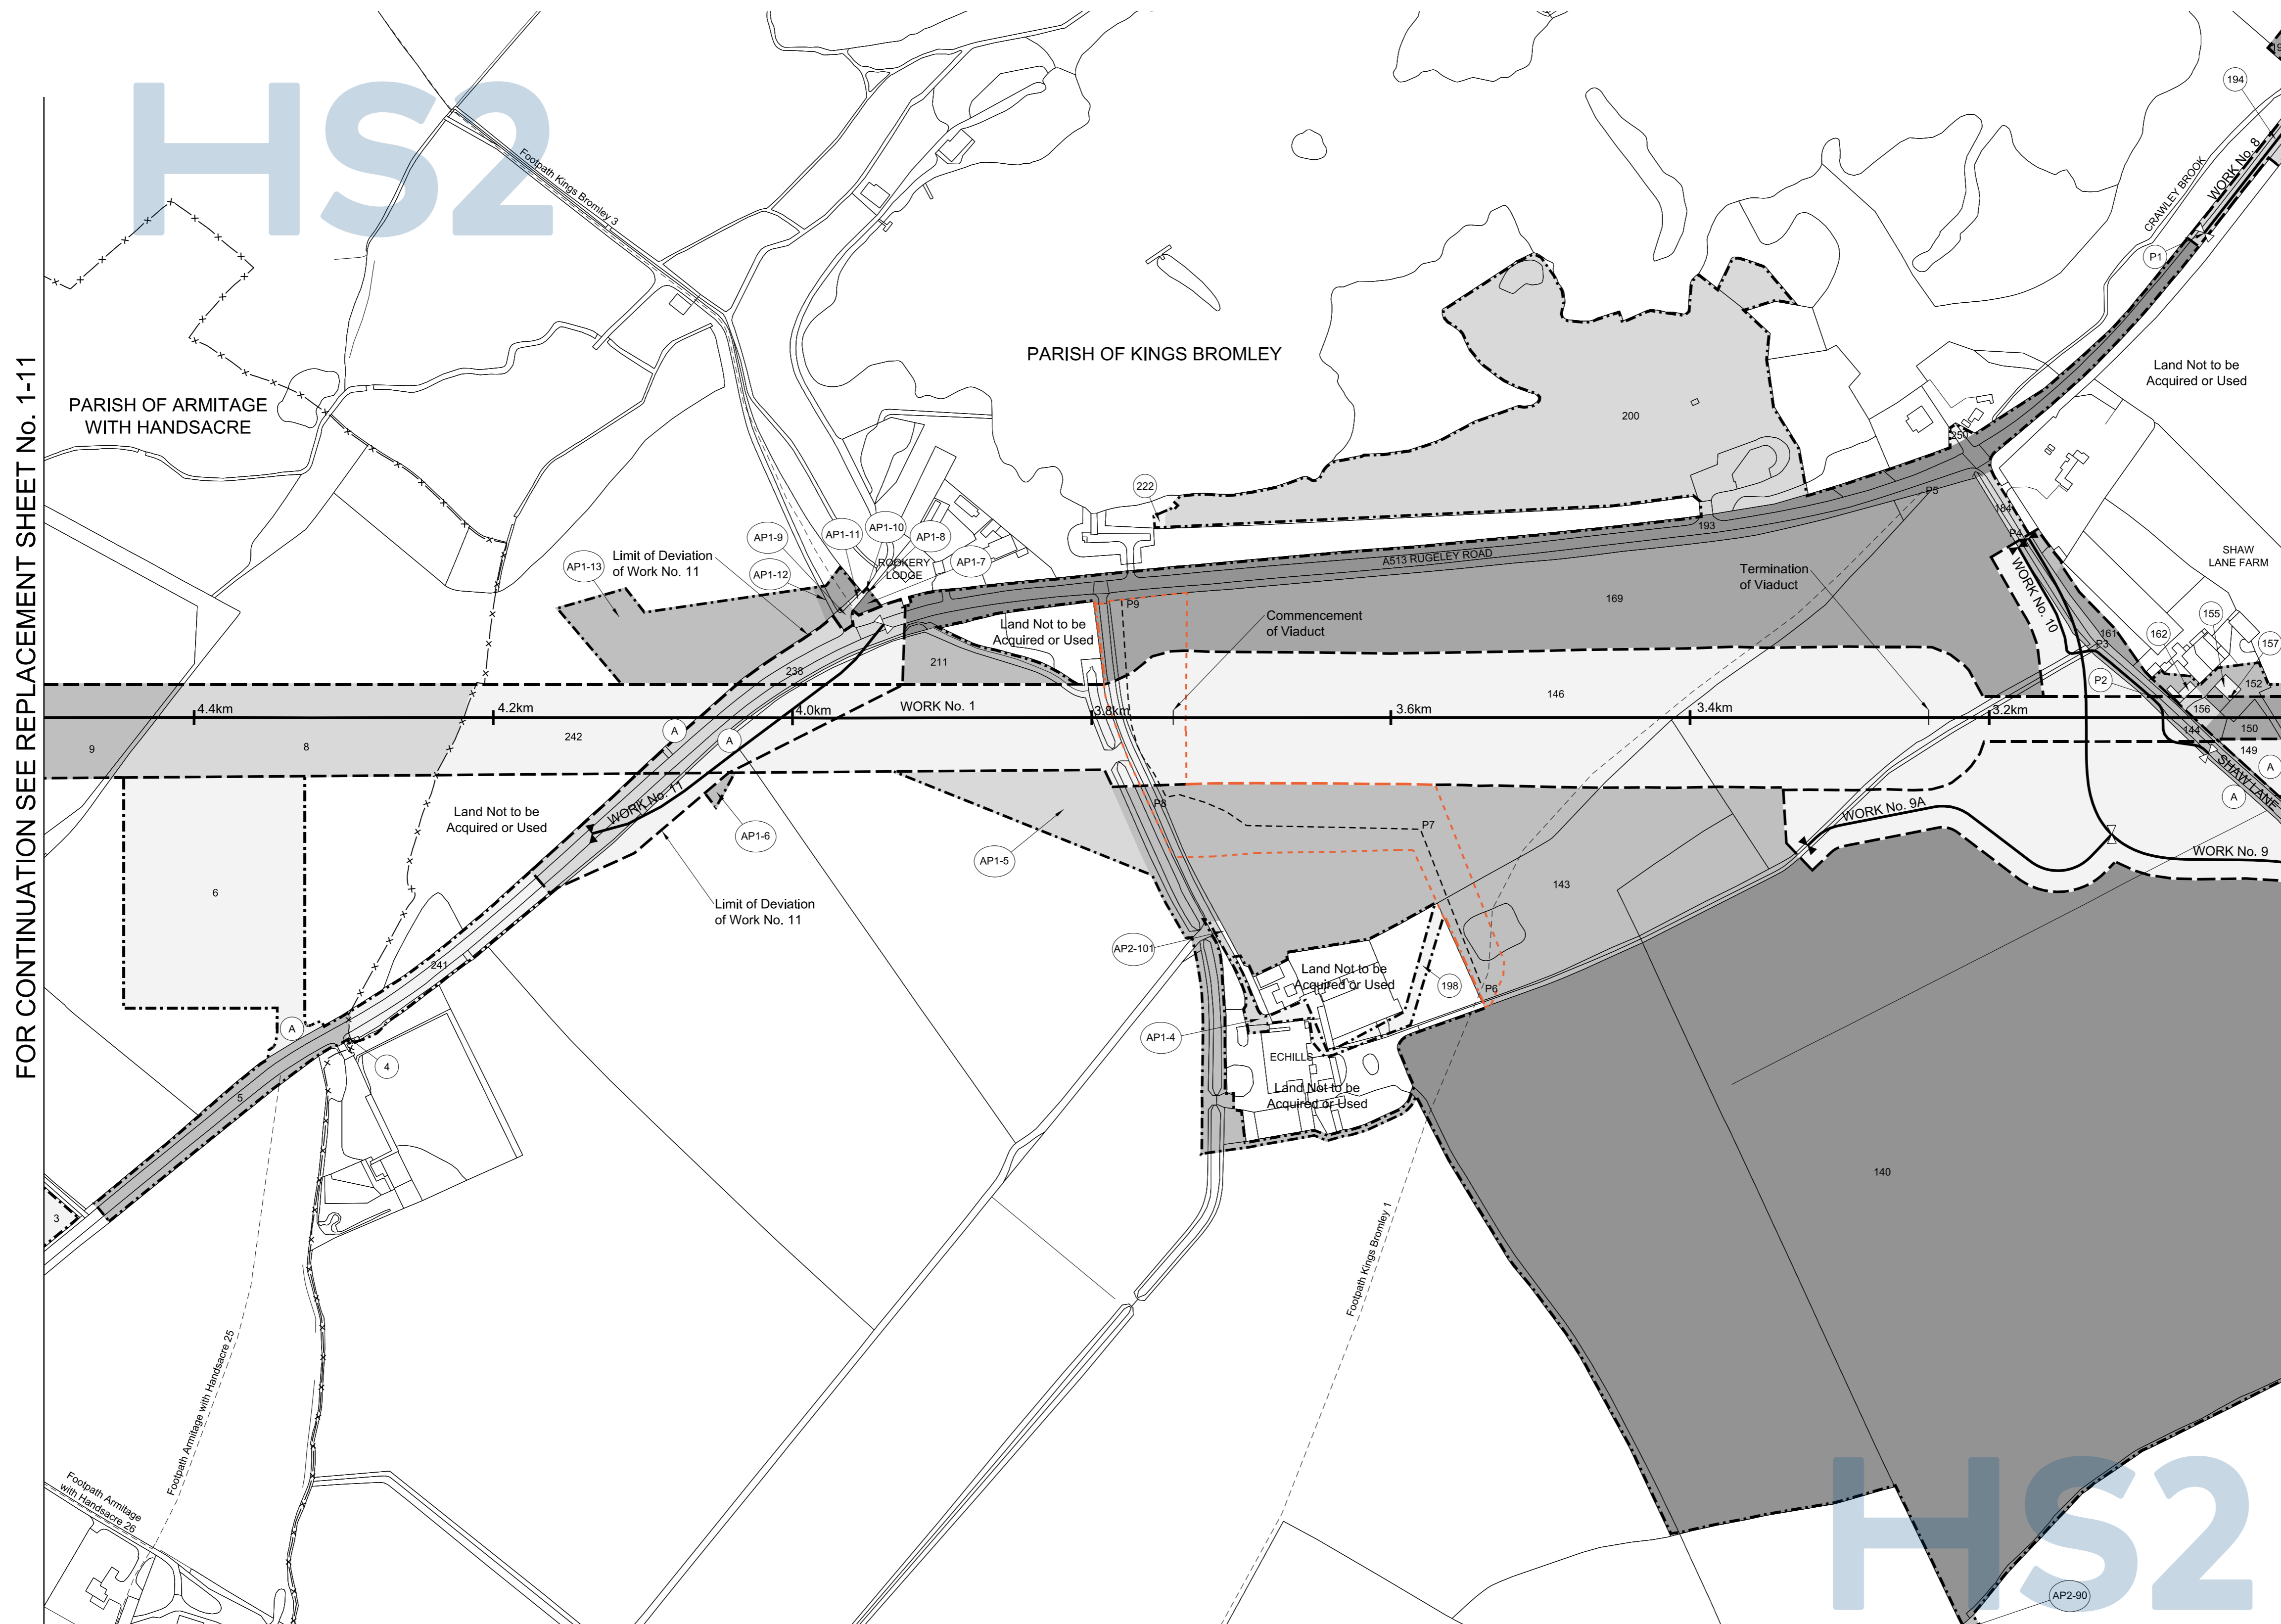 HS2
194
Footpath Kings Bromley 3
CRAWLEY BROOK
WORK No. 8
P1
FOR CONTINUATION SEE REPLACEMENT SHEET No. 1-11
PARISH OF KINGS BROMLEY
Land Not to be
Acquired or Used
PARISH OF ARMITAGE
WITH HANDSACRE
200
250
222
P5
193
184
P4
AP1-9
AP1-11
AP1-10
AP1-8
AP1-7
AP1-13
AP1-12
Limit of Deviation
of Work No. 11
ROOKERY
LODGE
A513 RUGELEY ROAD
Termination
of Viaduct
SHAW
LANE FARM
WORK No. 10
169
P9
Commencement
of Viaduct
Land Not to be
Acquired or Used
155
162
161
P3
157
211
238
P2
152
146
156
WORK No. 1
4.4km
4.2km
4.0km
3.8km
3.6km
3.4km
3.2km
9
8
242
A
A
144
150
149
A
SHAW LANE
A
Land Not to be
Acquired or Used
WORK No. 11
AP1-6
AP1-5
P8
P7
WORK No. 9A
WORK No. 9
6
143
Limit of Deviation
of Work No. 11
AP2-101
241
Land Not to be
Acquired or Used
198
P6
A
AP1-4
4
ECHILLS
Land Not to be
Acquired or Used
5
140
3
Footpath Kings Bromley 1
Footpath Armitage with Handsacre 25
Footpath Armitage
with Handsacre 26
HS2
AP2-90